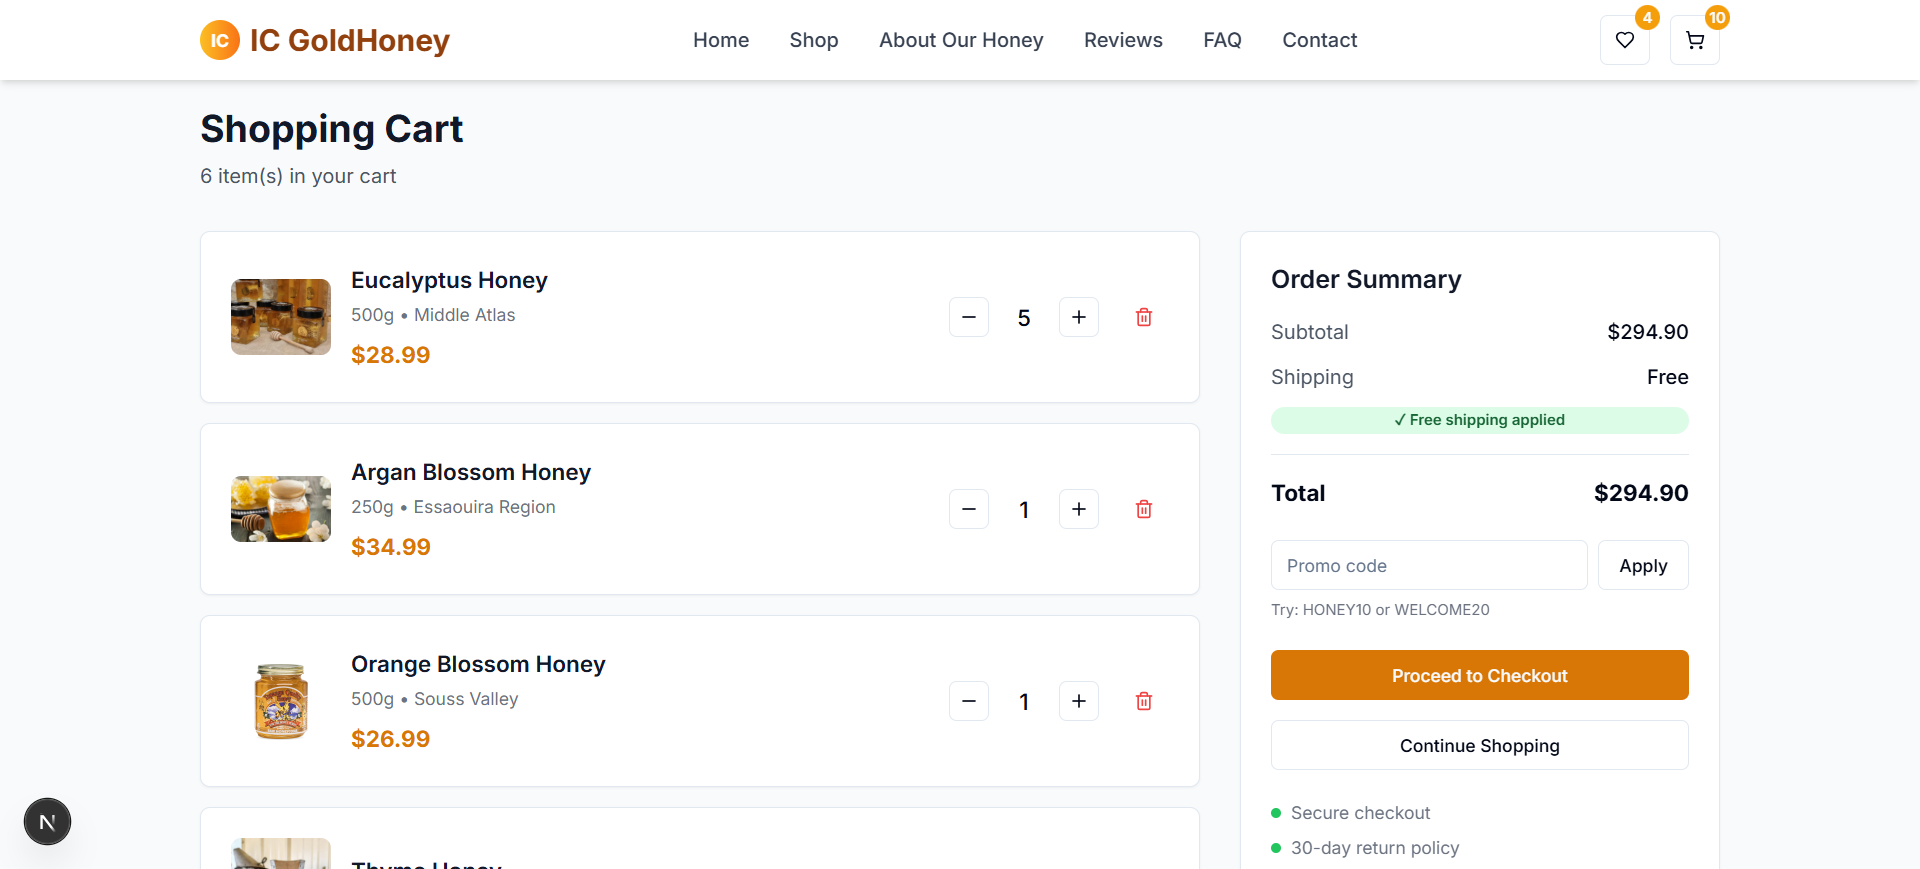 IC IC GoldHoney
Home Shop About Our Honey Reviews FAQ Contact
4 10
Shopping Cart
6 item(s) in your cart
Eucalyptus Honey
500g • Middle Atlas
$28.99
5
Argan Blossom Honey
250g • Essaouira Region
$34.99
1
Orange Blossom Honey
500g • Souss Valley
$26.99
1
Thyme Honey
Order Summary
Subtotal $294.90
Shipping Free
✓ Free shipping applied
Total $294.90
Promo code Apply
Try: HONEY10 or WELCOME20
Proceed to Checkout
Continue Shopping
Secure checkout
30-day return policy
N